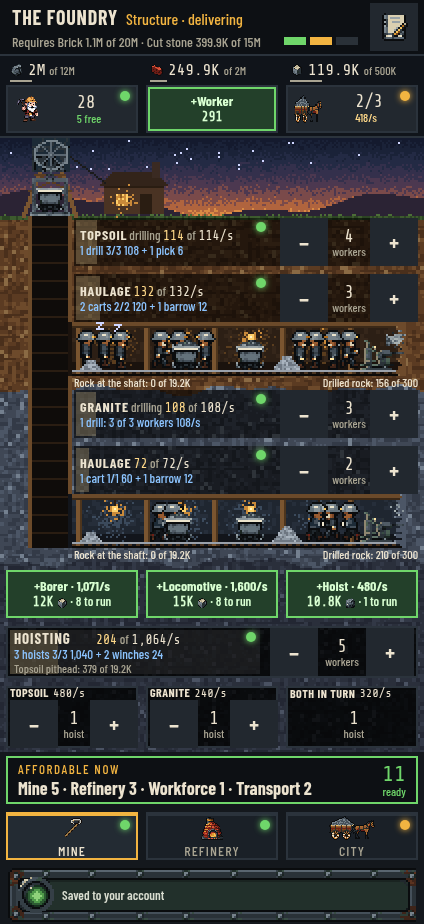 THE FOUNDRY Structure · delivering
Requires Brick 1.1M of 20M · Cut stone 399.9K of 15M
2M of 12M
249.9K of 2M
119.9K of 500K
28
5 free
+Worker
291
2/3
418/s
TOPSOIL drilling 114 of 114/s
1 drill 3/3 108 + 1 pick 6
− 4 workers +
HAULAGE 132 of 132/s
2 carts 2/2 120 + 1 barrow 12
− 3 workers +
z z
Rock at the shaft: 0 of 19.2K
Drilled rock: 156 of 300
GRANITE drilling 108 of 108/s
1 drill: 3 of 3 workers 108/s
− 3 workers +
HAULAGE 72 of 72/s
1 cart 1/1 60 + 1 barrow 12
− 2 workers +
Rock at the shaft: 0 of 19.2K
Drilled rock: 210 of 300
+Borer · 1,071/s
12K · 8 to run
+Locomotive · 1,600/s
15K · 8 to run
+Hoist · 480/s
10.8K · 1 to run
HOISTING 204 of 1,064/s
3 hoists 3/3 1,040 + 2 winches 24
Topsoil pithead: 379 of 19.2K
− 5 workers +
TOPSOIL 480/s
− 1 hoist +
GRANITE 240/s
− 1 hoist +
BOTH IN TURN 320/s
1
hoist
AFFORDABLE NOW
Mine 5 · Refinery 3 · Workforce 1 · Transport 2
11
ready
MINE
REFINERY
CITY
Saved to your account